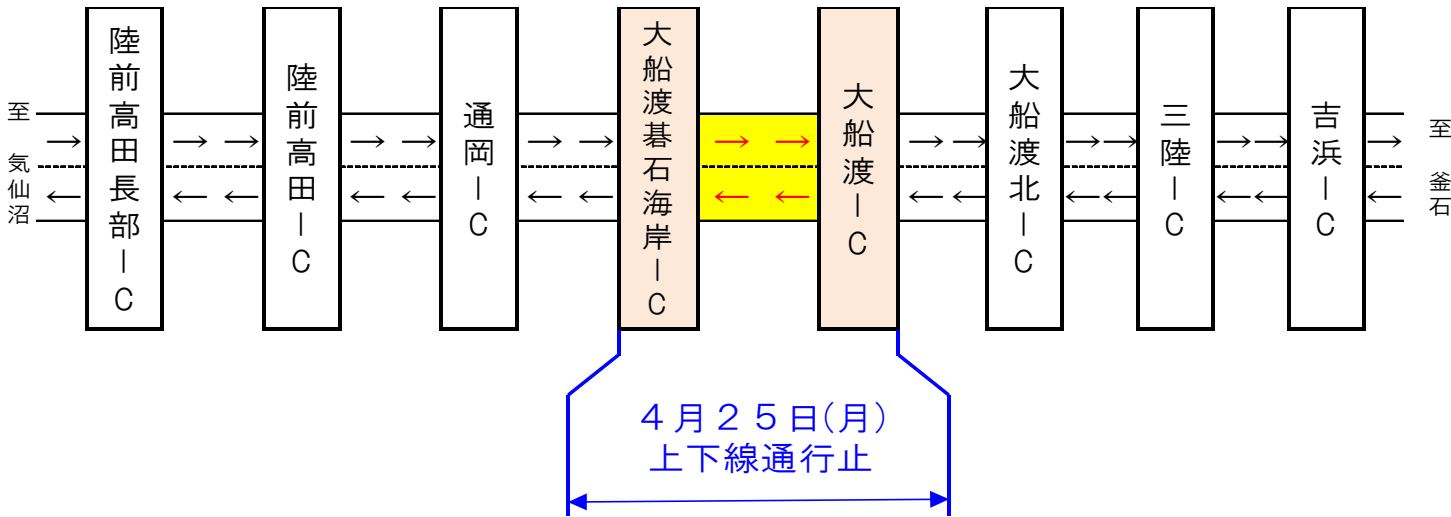 至 気仙沼
陸前高田長部IC
陸前高田IC
通岡IC
大船渡碁石海岸IC
大船渡IC
大船渡北IC
三陸IC
吉浜IC
至 釜石
→ → → → → → → → → → → → → → → →
← ← ← ← ← ← ← ← ← ← ← ← ← ← ← ←
４月２５日(月)
上下線通行止